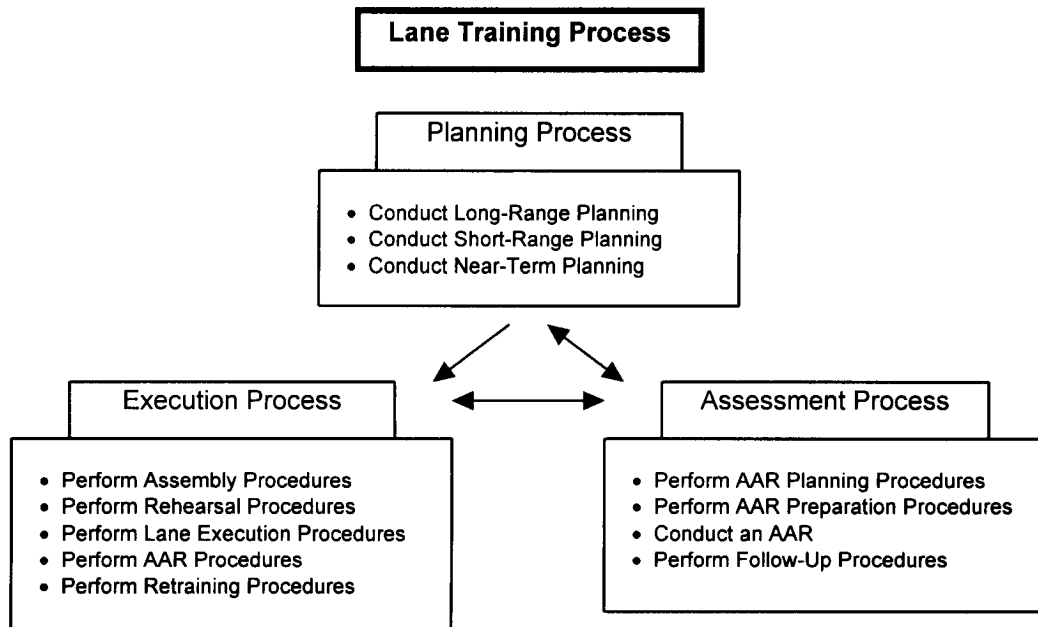 Lane Training Process
Planning Process
• Conduct Long-Range Planning
• Conduct Short-Range Planning
• Conduct Near-Term Planning
Execution Process
• Perform Assembly Procedures
• Perform Rehearsal Procedures
• Perform Lane Execution Procedures
• Perform AAR Procedures
• Perform Retraining Procedures
Assessment Process
• Perform AAR Planning Procedures
• Perform AAR Preparation Procedures
• Conduct an AAR
• Perform Follow-Up Procedures